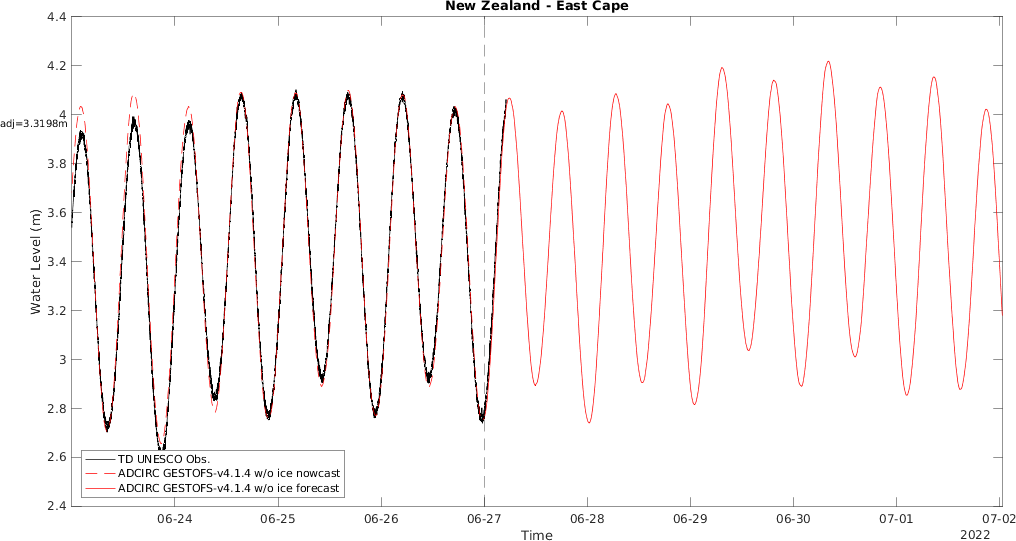 New Zealand - East Cape
4.4
4.2
4
adj=3.3198m
3.8
3.6
3.4
3.2
3
2.8
2.6
2.4
Water Level (m)
TD UNESCO Obs.
ADCIRC GESTOFS-v4.1.4 w/o ice nowcast
ADCIRC GESTOFS-v4.1.4 w/o ice forecast
06-24 06-25 06-26 06-27 06-28 06-29 06-30 07-01 07-02
Time
2022